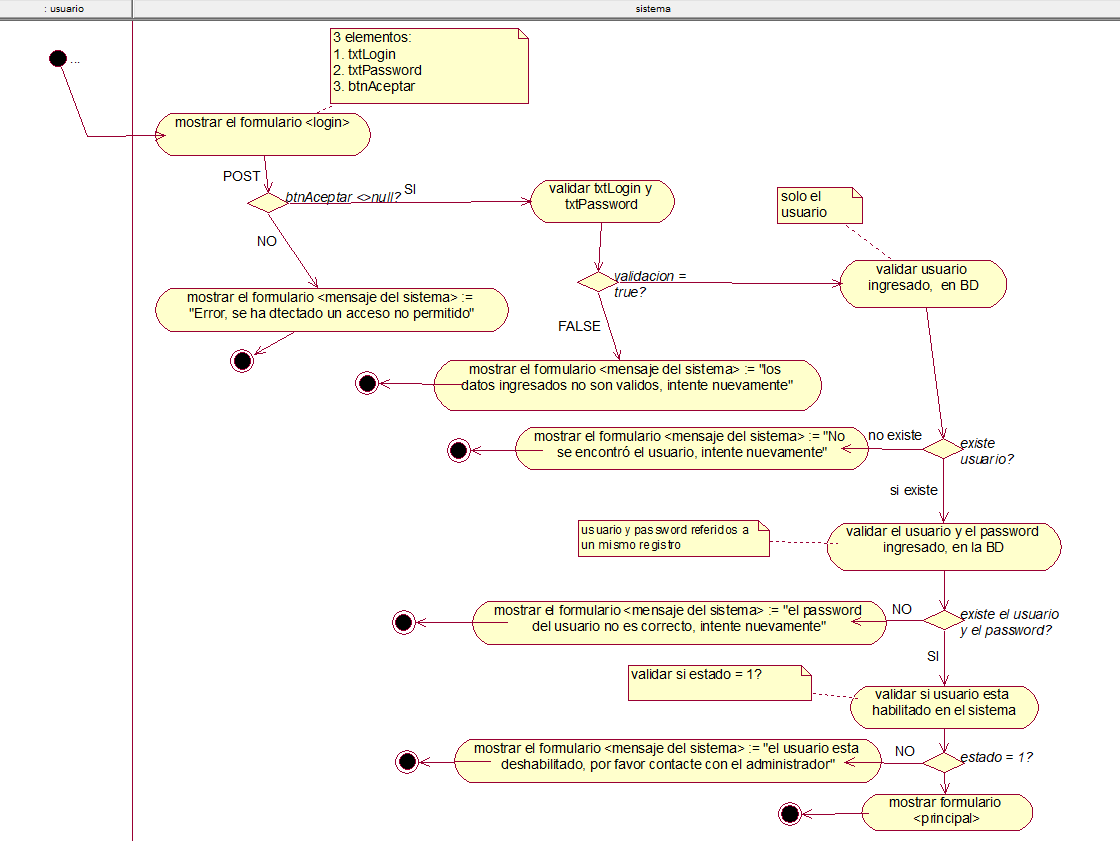 : usuario
sistema
...
3 elementos:
1. txtLogin
2. txtPassword
3. btnAceptar
mostrar el formulario <login>
POST
btnAceptar <>null?
SI
validar txtLogin y
txtPassword
solo el
usuario
NO
validacion =
true?
validar usuario
ingresado, en BD
mostrar el formulario <mensaje del sistema> :=
"Error, se ha dtectado un acceso no permitido"
FALSE
mostrar el formulario <mensaje del sistema> := "los
datos ingresados no son validos, intente nuevamente"
mostrar el formulario <mensaje del sistema> := "No
se encontró el usuario, intente nuevamente"
no existe
existe
usuario?
si existe
usuario y password referidos a
un mismo registro
validar el usuario y el password
ingresado, en la BD
mostrar el formulario <mensaje del sistema> := "el password
del usuario no es correcto, intente nuevamente"
NO
existe el usuario
y el password?
SI
validar si estado = 1?
validar si usuario esta
habilitado en el sistema
mostrar el formulario <mensaje del sistema> := "el usuario esta
deshabilitado, por favor contacte con el administrador"
NO
estado = 1?
mostrar formulario
<principal>